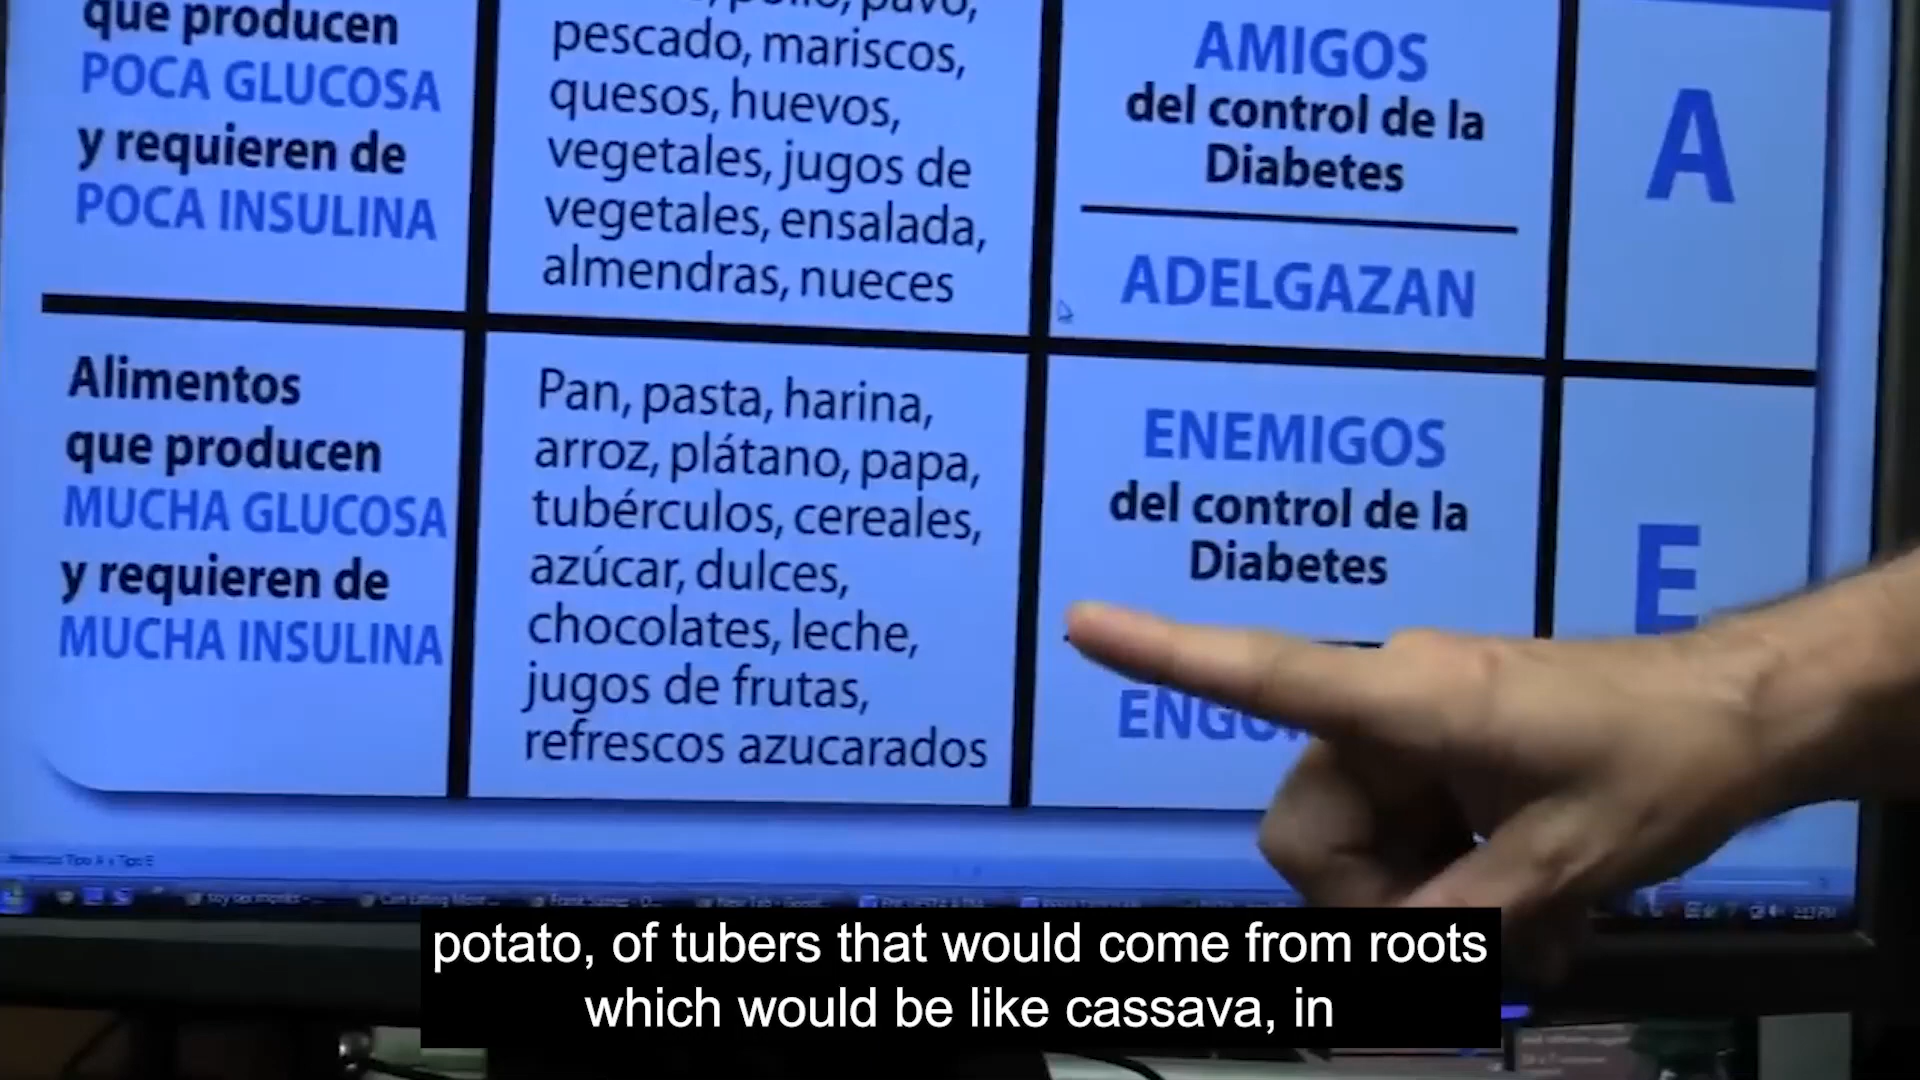 que producen
POCA GLUCOSA
y requieren de
POCA INSULINA
pollo, pavo,
pescado, mariscos,
quesos, huevos,
vegetales, jugos de
vegetales, ensalada,
almendras, nueces
AMIGOS
del control de la
Diabetes
ADELGAZAN
A
Alimentos
que producen
MUCHA GLUCOSA
y requieren de
MUCHA INSULINA
Pan, pasta, harina,
arroz, plátano, papa,
tubérculos, cereales,
azúcar, dulces,
chocolates, leche,
jugos de frutas,
refrescos azucarados
ENEMIGOS
del control de la
Diabetes
E
potato, of tubers that would come from roots
which would be like cassava, in